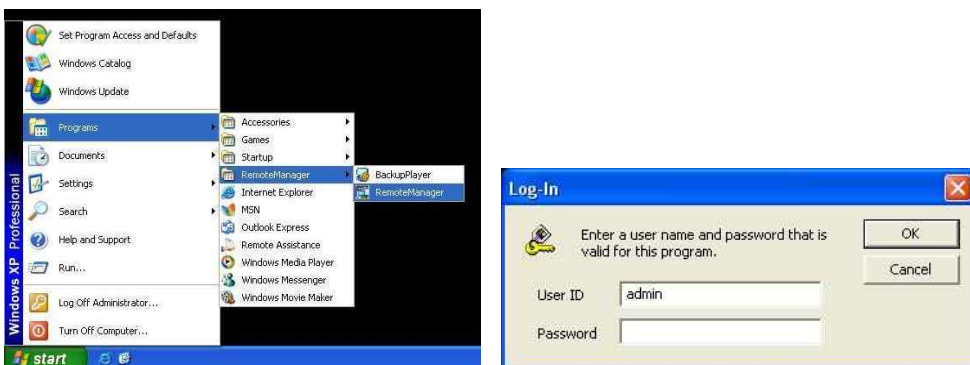 Set Program Access and Defaults
Windows Catalog
Windows Update
Programs
Documents
Settings
Search
Help and Support
Run...
Log Off Administrator...
Turn Off Computer...
Windows XP Professional
start
Accessories
Games
Startup
RemoteManager
Internet Explorer
MSN
Outlook Express
Remote Assistance
Windows Media Player
Windows Messenger
Windows Movie Maker
BackupPlayer
RemoteManager
Log-In
Enter a user name and password that is
valid for this program.
OK
Cancel
User ID
admin
Password